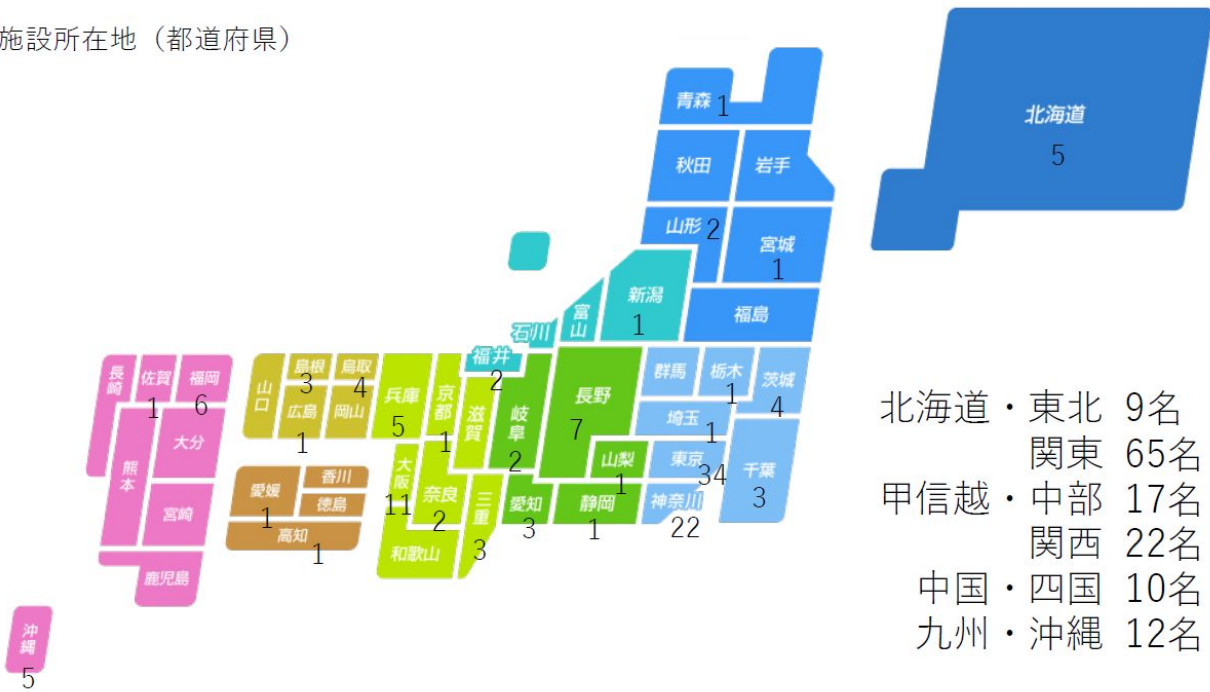 施設所在地（都道府県）
北海道
5
青森 1
秋田
岩手
山形 2
宮城
1
福島
新潟
1
富山
石川
福井
2
群馬
栃木
1
茨城
4
埼玉
1
東京
34
千葉
3
神奈川
22
長野
7
山梨
1
岐阜
2
静岡
1
愛知
3
三重
3
滋賀
京都
1
兵庫
5
大阪
11
奈良
2
和歌山
鳥取
4
島根
3
岡山
広島
1
山口
香川
徳島
愛媛
1
高知
1
福岡
6
佐賀
1
長崎
大分
熊本
宮崎
鹿児島
沖縄
5
北海道・東北 9名
関東 65名
甲信越・中部 17名
関西 22名
中国・四国 10名
九州・沖縄 12名